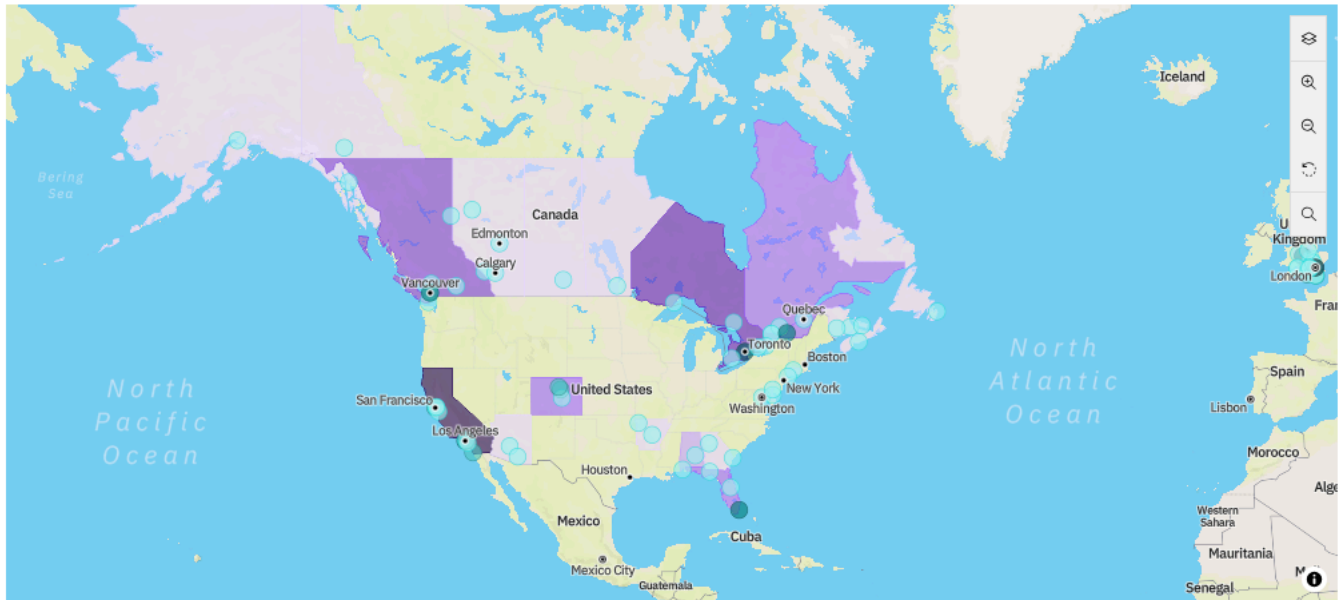 Iceland
Bering
Sea
Canada
Edmonton
Calgary
Vancouver
U
Kingdom
London
Fran
Quebec
Toronto
Boston
New York
Washington
United States
San Francisco
Los Angeles
North
Pacific
Ocean
North
Atlantic
Ocean
Spain
Lisbon
Morocco
Houston
Alge
Western
Sahara
Mexico
Cuba
Mauritania
Mexico City
M
Guatemala
Senegal